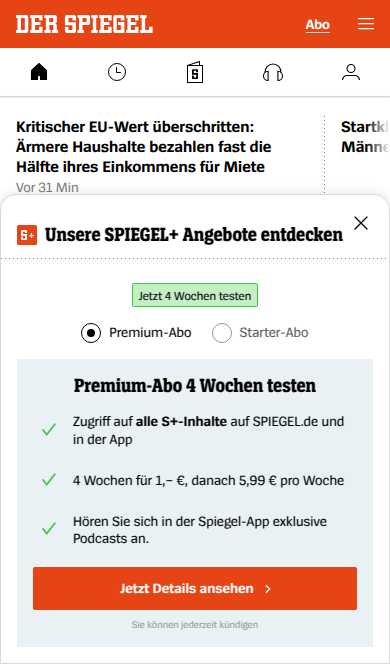 DER SPIEGEL
Abo
Kritischer EU-Wert überschritten:
Ärmere Haushalte bezahlen fast die
Hälfte ihres Einkommens für Miete
Vor 31 Min
S+ Unsere SPIEGEL+ Angebote entdecken
Jetzt 4 Wochen testen
Premium-Abo
Starter-Abo
Premium-Abo 4 Wochen testen
Zugriff auf alle S+-Inhalte auf SPIEGEL.de und
in der App
4 Wochen für 1,– €, danach 5,99 € pro Woche
Hören Sie sich in der Spiegel-App exklusive
Podcasts an.
Jetzt Details ansehen
Sie können jederzeit kündigen